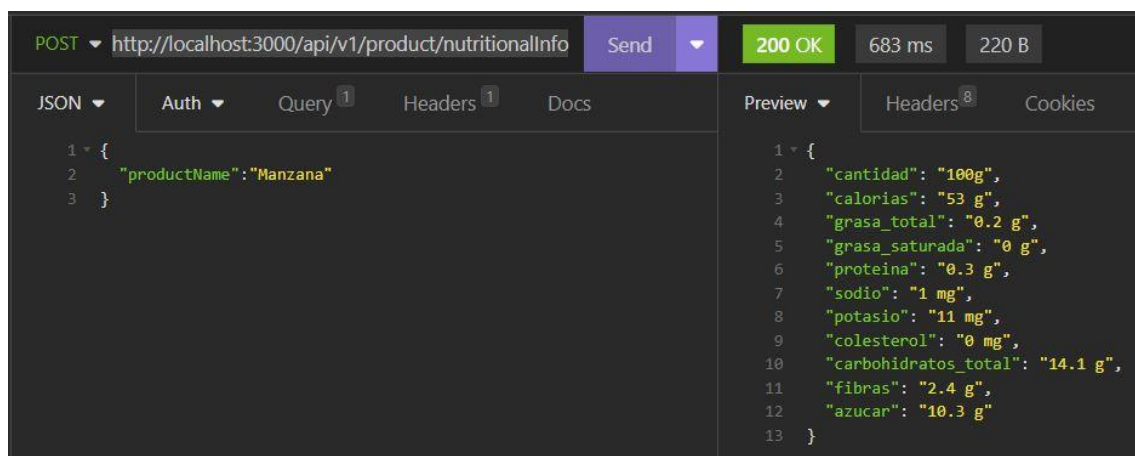 POST http://localhost:3000/api/v1/product/nutritionalInfo Send 200 OK 683 ms 220 B
JSON Auth Query 1 Headers 1 Docs Preview Headers 8 Cookies
1 {
2 "productName":"Manzana"
3 }
1 {
2 "cantidad": "100g",
3 "calorias": "53 g",
4 "grasa_total": "0.2 g",
5 "grasa_saturada": "0 g",
6 "proteina": "0.3 g",
7 "sodio": "1 mg",
8 "potasio": "11 mg",
9 "colesterol": "0 mg",
10 "carbohidratos_total": "14.1 g",
11 "fibras": "2.4 g",
12 "azucar": "10.3 g"
13 }